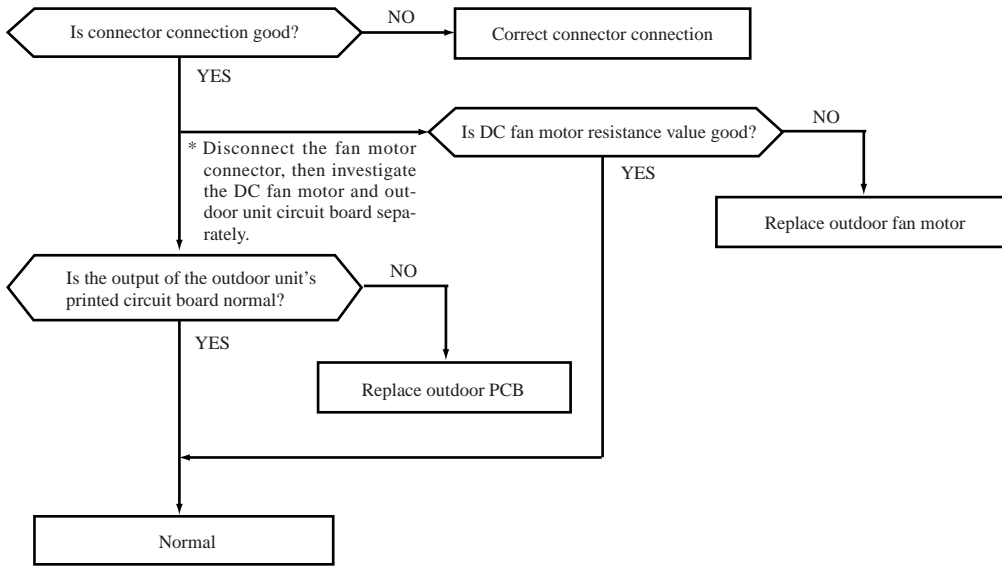 Is connector connection good?
NO
Correct connector connection
YES
Is DC fan motor resistance value good?
NO
* Disconnect the fan motor
connector, then investigate
the DC fan motor and out-
door unit circuit board sepa-
rately.
YES
Replace outdoor fan motor
Is the output of the outdoor unit's
printed circuit board normal?
NO
YES
Replace outdoor PCB
Normal